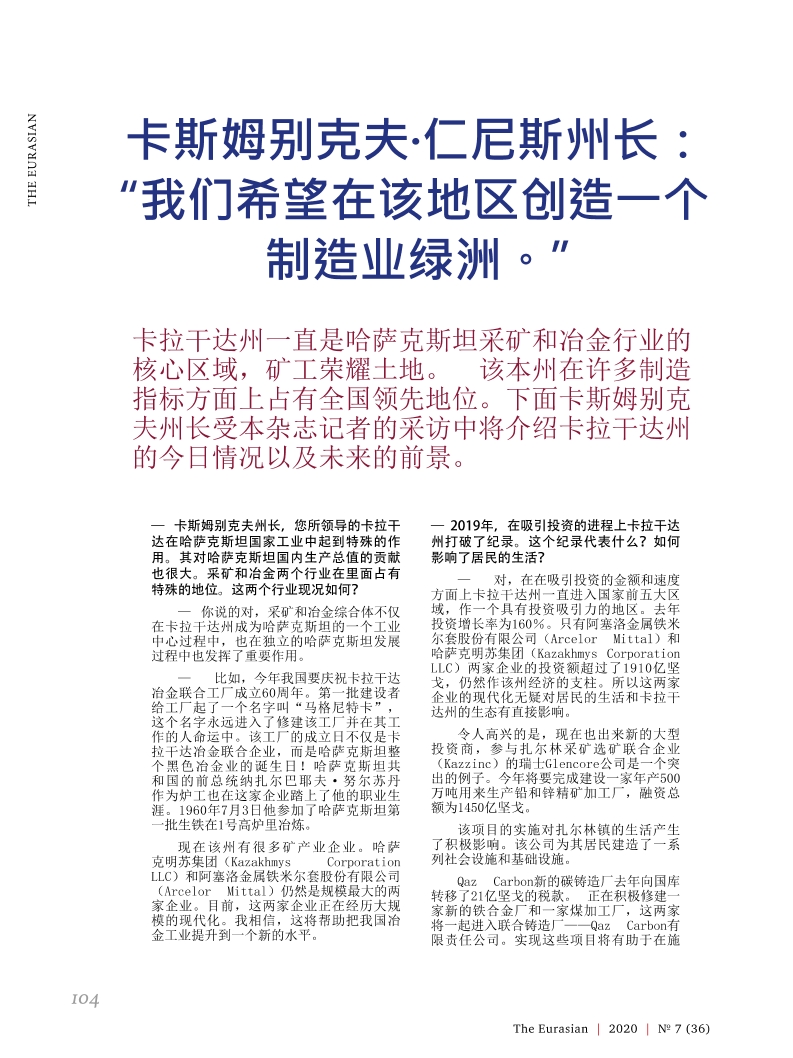 THE EURASIAN
卡斯姆别克夫·仁尼斯州长：
“我们希望在该地区创造一个
制造业绿洲。”
卡拉干达州一直是哈萨克斯坦采矿和冶金行业的
核心区域，矿工荣耀土地。 该本州在许多制造
指标方面上占有全国领先地位。下面卡斯姆别克
夫州长受本杂志记者的采访中将介绍卡拉干达州
的今日情况以及未来的前景。
— 卡斯姆别克夫州长，您所领导的卡拉干
达在哈萨克斯坦国家工业中起到特殊的作
用。其对哈萨克斯坦国内生产总值的贡献
也很大。采矿和冶金两个行业在里面占有
特殊的地位。这两个行业现况如何？
— 你说的对，采矿和冶金综合体不仅
在卡拉干达州成为哈萨克斯坦的一个工业
中心过程中，也在独立的哈萨克斯坦发展
过程中也发挥了重要作用。
— 比如，今年我国要庆祝卡拉干达
冶金联合工厂成立60周年。第一批建设者
给工厂起了一个名字叫“马格尼特卡”，
这个名字永远进入了修建该工厂并在其工
作的人命运中。该工厂的成立日不仅是卡
拉干达冶金联合企业，而是哈萨克斯坦整
个黑色冶金业的诞生日！哈萨克斯坦共
和国的前总统纳扎尔巴耶夫·努尔苏丹
作为炉工也在这家企业踏上了他的职业生
涯。1960年7月3日他参加了哈萨克斯坦第
一批生铁在1号高炉里冶炼。
现在该州有很多矿产业企业。哈萨
克明苏集团（Kazakhmys Corporation
LLC）和阿塞洛金属铁米尔套股份有限公司
（Arcelor Mittal）仍然是规模最大的两
家企业。目前，这两家企业正在经历大规
模的现代化。我相信，这将帮助把我国冶
金工业提升到一个新的水平。
— 2019年，在吸引投资的进程上卡拉干达
州打破了纪录。这个纪录代表什么？如何
影响了居民的生活？
— 对，在在吸引投资的金额和速度
方面上卡拉干达州一直进入国家前五大区
域，作一个具有投资吸引力的地区。去年
投资增长率为160%。只有阿塞洛金属铁米
尔套股份有限公司（Arcelor Mittal）和
哈萨克明苏集团（Kazakhmys Corporation
LLC）两家企业的投资额超过了1910亿坚
戈，仍然作该州经济的支柱。所以这两家
企业的现代化无疑对居民的生活和卡拉干
达州的生态有直接影响。
令人高兴的是，现在也出来新的大型
投资商，参与扎尔林采矿选矿联合企业
（Kazzinc）的瑞士Glencore公司是一个突
出的例子。今年将要完成建设一家年产500
万吨用来生产铅和锌精矿加工厂，融资总
额为1450亿坚戈。
该项目的实施对扎尔林镇的生活产生
了积极影响。该公司为其居民建造了一系
列社会设施和基础设施。
Qaz Carbon新的碳铸造厂去年向国库
转移了21亿坚戈的税款。 正在积极修建一
家新的铁合金厂和一家煤加工厂，这两家
将一起进入联合铸造厂——Qaz Carbon有
限责任公司。实现这些项目将有助于在施
104
The Eurasian | 2020 | № 7 (36)